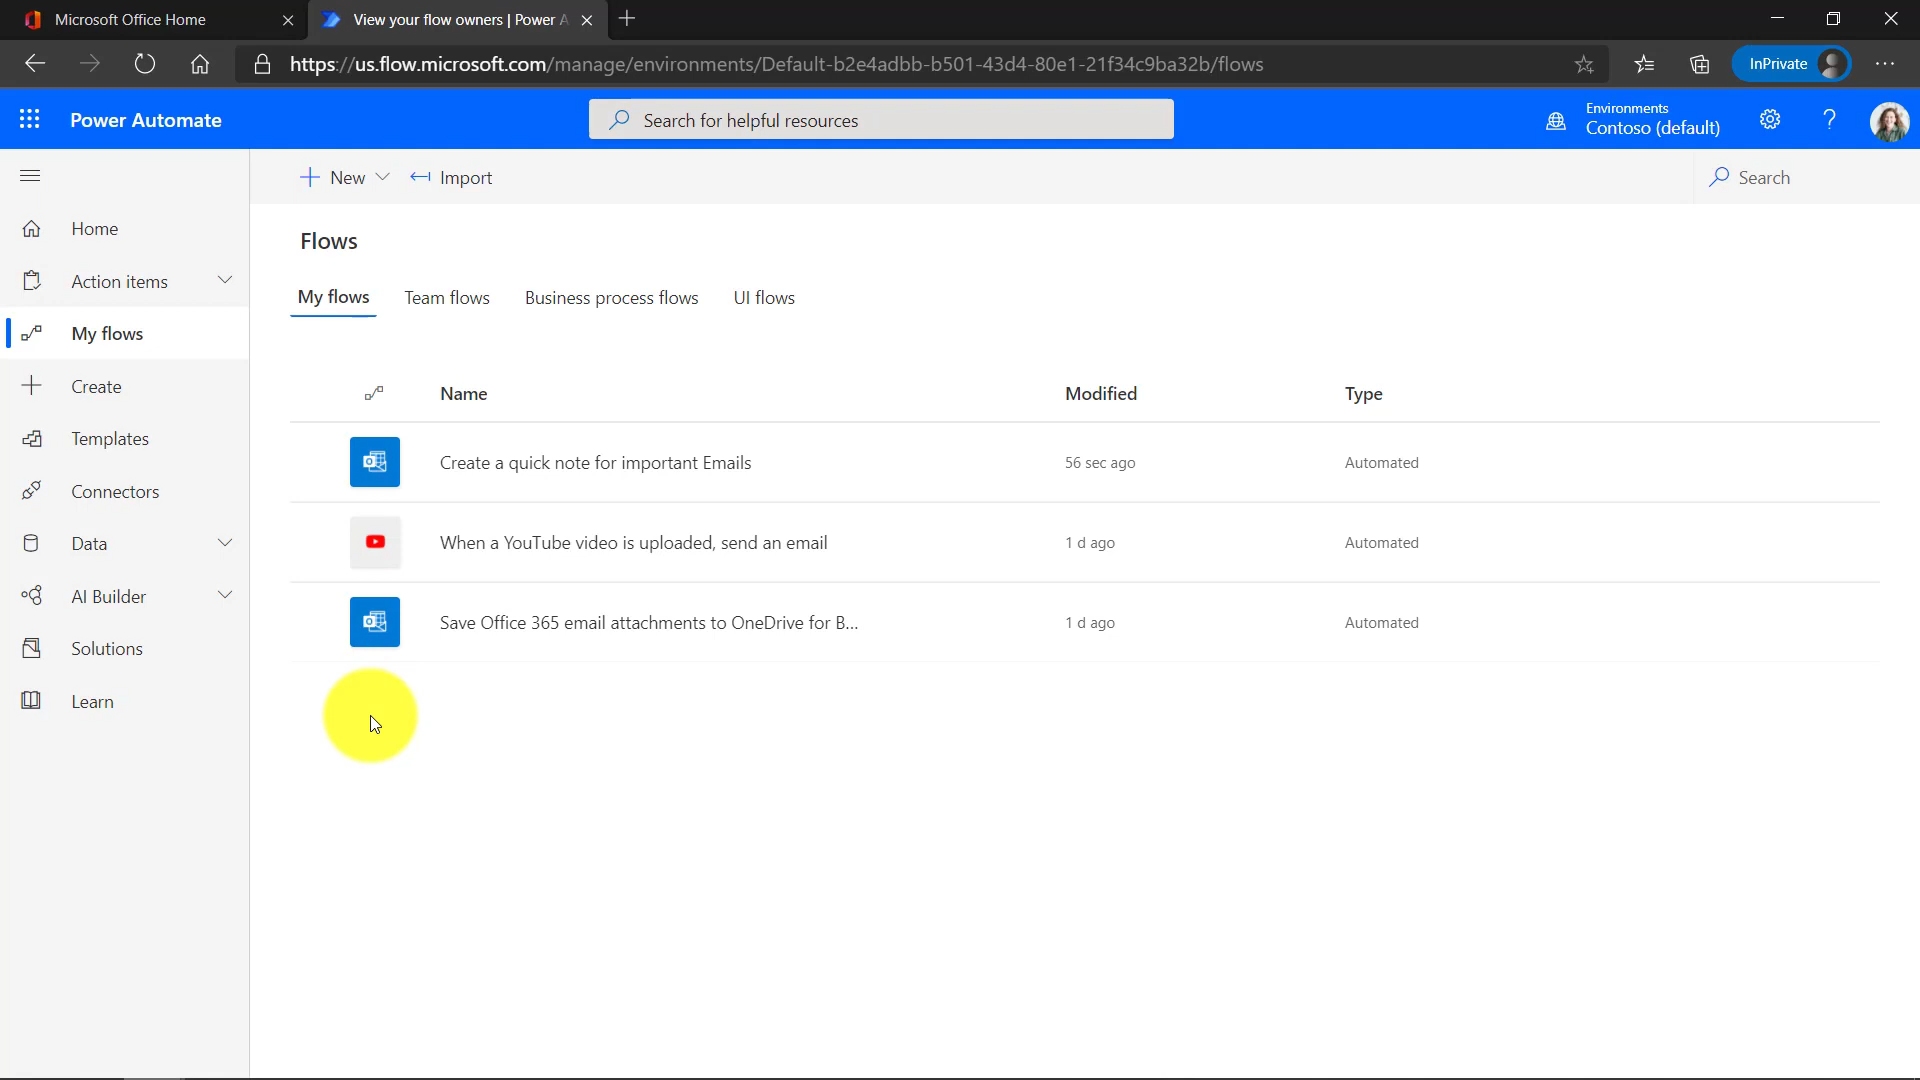 Microsoft Office Home
View your flow owners | Power A
https://us.flow.microsoft.com/manage/environments/Default-b2e4adbb-b501-43d4-80e1-21f34c9ba32b/flows
InPrivate
Power Automate
Search for helpful resources
Environments
Contoso (default)
New
Import
Search
Home
Action items
My flows
Create
Templates
Connectors
Data
AI Builder
Solutions
Learn
Flows
My flows Team flows Business process flows UI flows
Name Modified Type
Create a quick note for important Emails 56 sec ago Automated
When a YouTube video is uploaded, send an email 1 d ago Automated
Save Office 365 email attachments to OneDrive for B... 1 d ago Automated